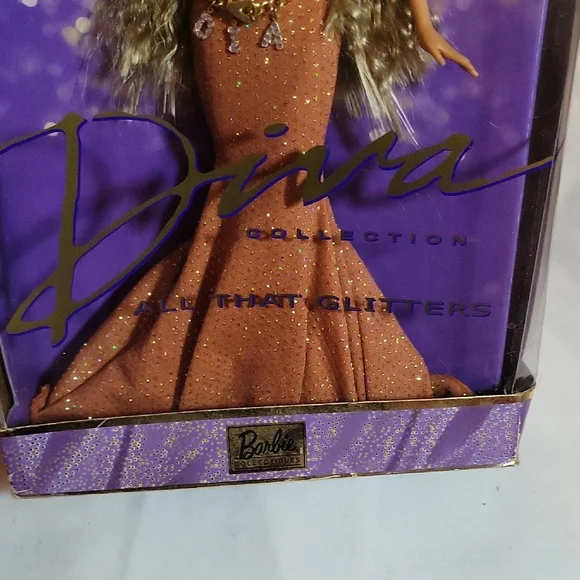 Diva
COLLECTION
ALL THAT GLITTERS
Barbie
COLLECTIBLES